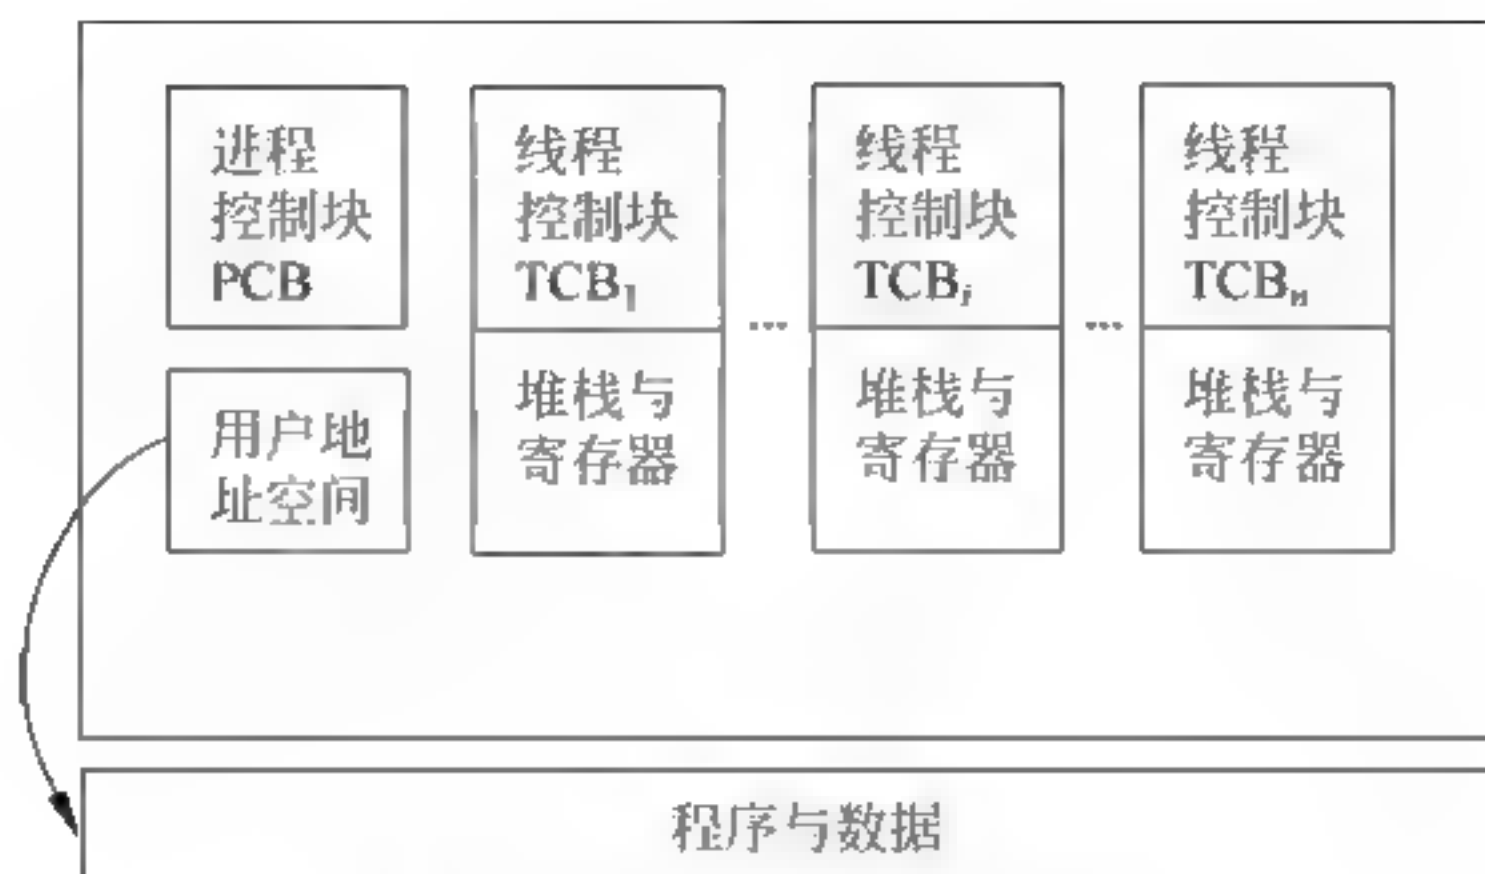 进程
控制块
PCB
线程
控制块
TCB₁
线程
控制块
TCBᵢ
线程
控制块
TCBₙ
...
...
用户地
址空间
堆栈与
寄存器
堆栈与
寄存器
堆栈与
寄存器
程序与数据